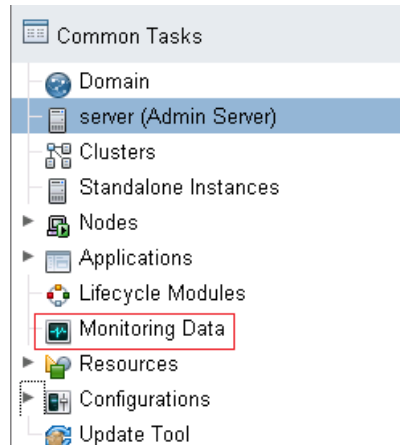 Common Tasks
Domain
server (Admin Server)
Clusters
Standalone Instances
Nodes
Applications
Lifecycle Modules
Monitoring Data
Resources
Configurations
Update Tool